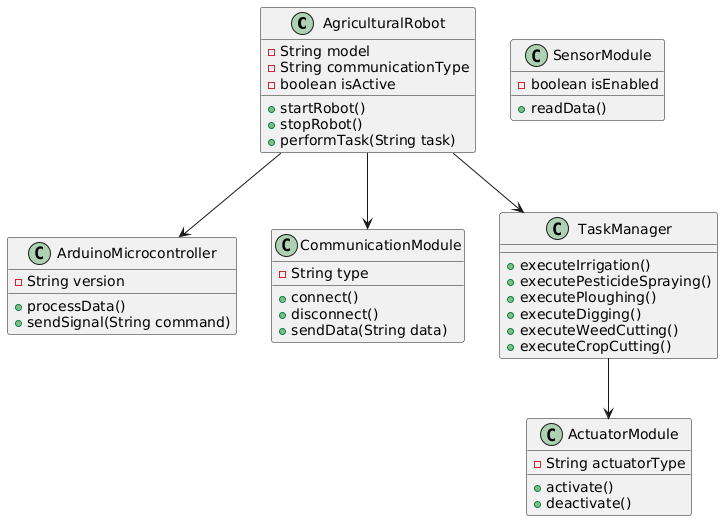 C AgriculturalRobot
String model
String communicationType
boolean isActive
startRobot()
stopRobot()
performTask(String task)
C SensorModule
boolean isEnabled
readData()
C ArduinoMicrocontroller
String version
processData()
sendSignal(String command)
C CommunicationModule
String type
connect()
disconnect()
sendData(String data)
C TaskManager
executeIrrigation()
executePesticideSpraying()
executePloughing()
executeDigging()
executeWeedCutting()
executeCropCutting()
C ActuatorModule
String actuatorType
activate()
deactivate()